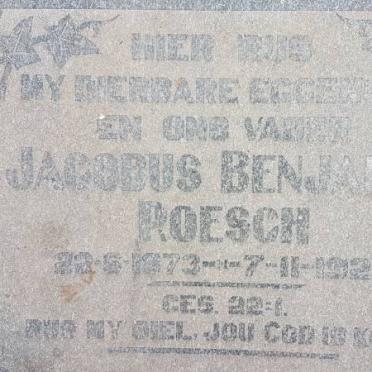 HIER RUS
MY DIERBARE EGGEN
EN ONS VADER
JACOBUS BENJA
ROESCH
22-5-1873-+-7-11-192
GES. 22:1.
RUS MY SIEL, JOU GOD IS K